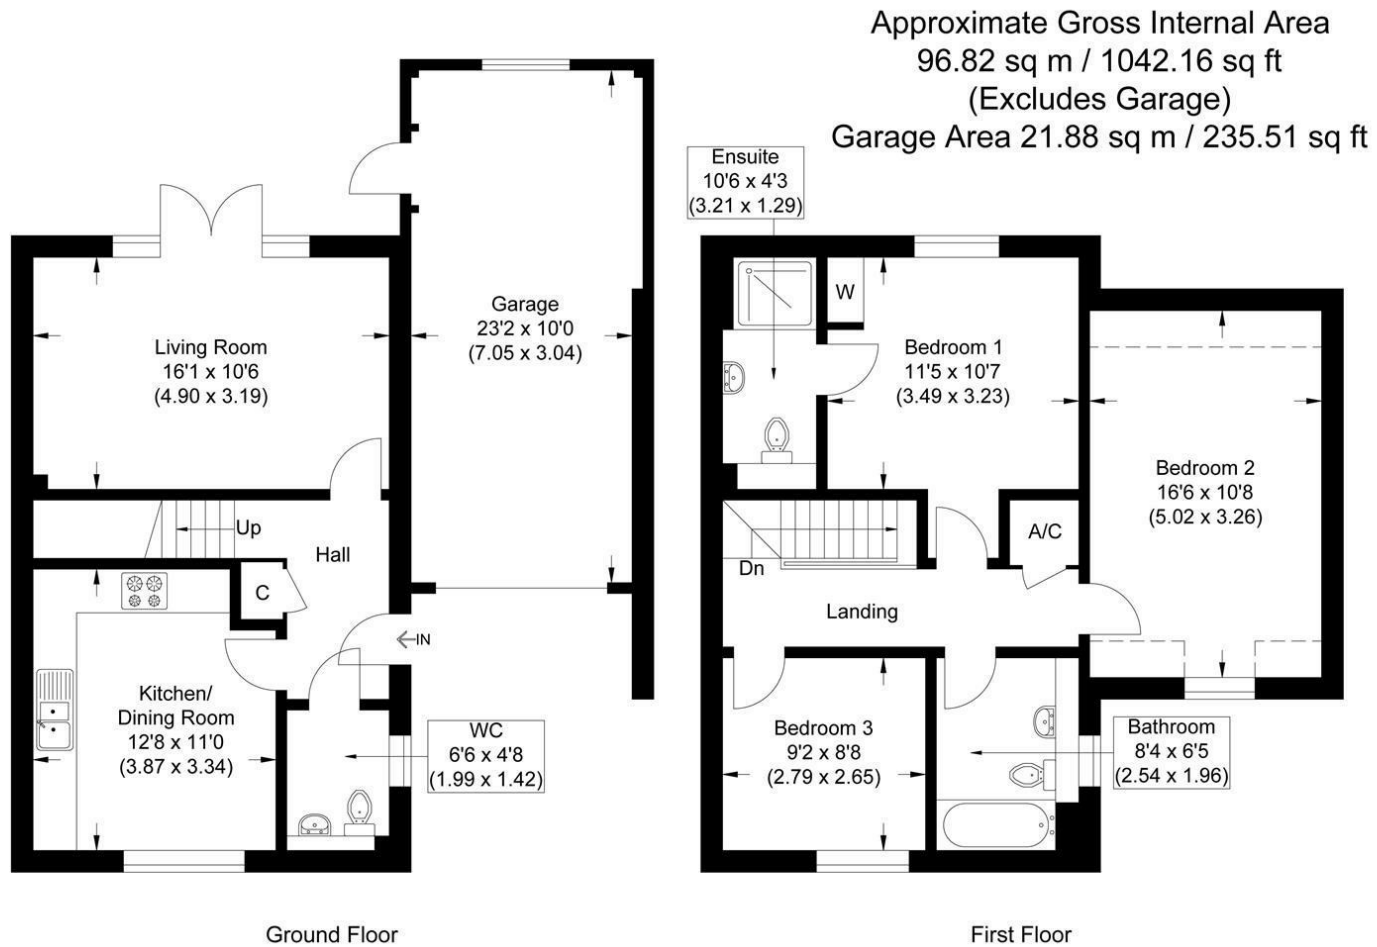 Approximate Gross Internal Area
96.82 sq m / 1042.16 sq ft
(Excludes Garage)
Garage Area 21.88 sq m / 235.51 sq ft
Garage
23'2 x 10'0
(7.05 x 3.04)
Living Room
16'1 x 10'6
(4.90 x 3.19)
Up
Hall
C
IN
Kitchen/
Dining Room
12'8 x 11'0
(3.87 x 3.34)
WC
6'6 x 4'8
(1.99 x 1.42)
Ground Floor
Ensuite
10'6 x 4'3
(3.21 x 1.29)
W
Bedroom 1
11'5 x 10'7
(3.49 x 3.23)
Bedroom 2
16'6 x 10'8
(5.02 x 3.26)
A/C
Dn
Landing
Bedroom 3
9'2 x 8'8
(2.79 x 2.65)
Bathroom
8'4 x 6'5
(2.54 x 1.96)
First Floor